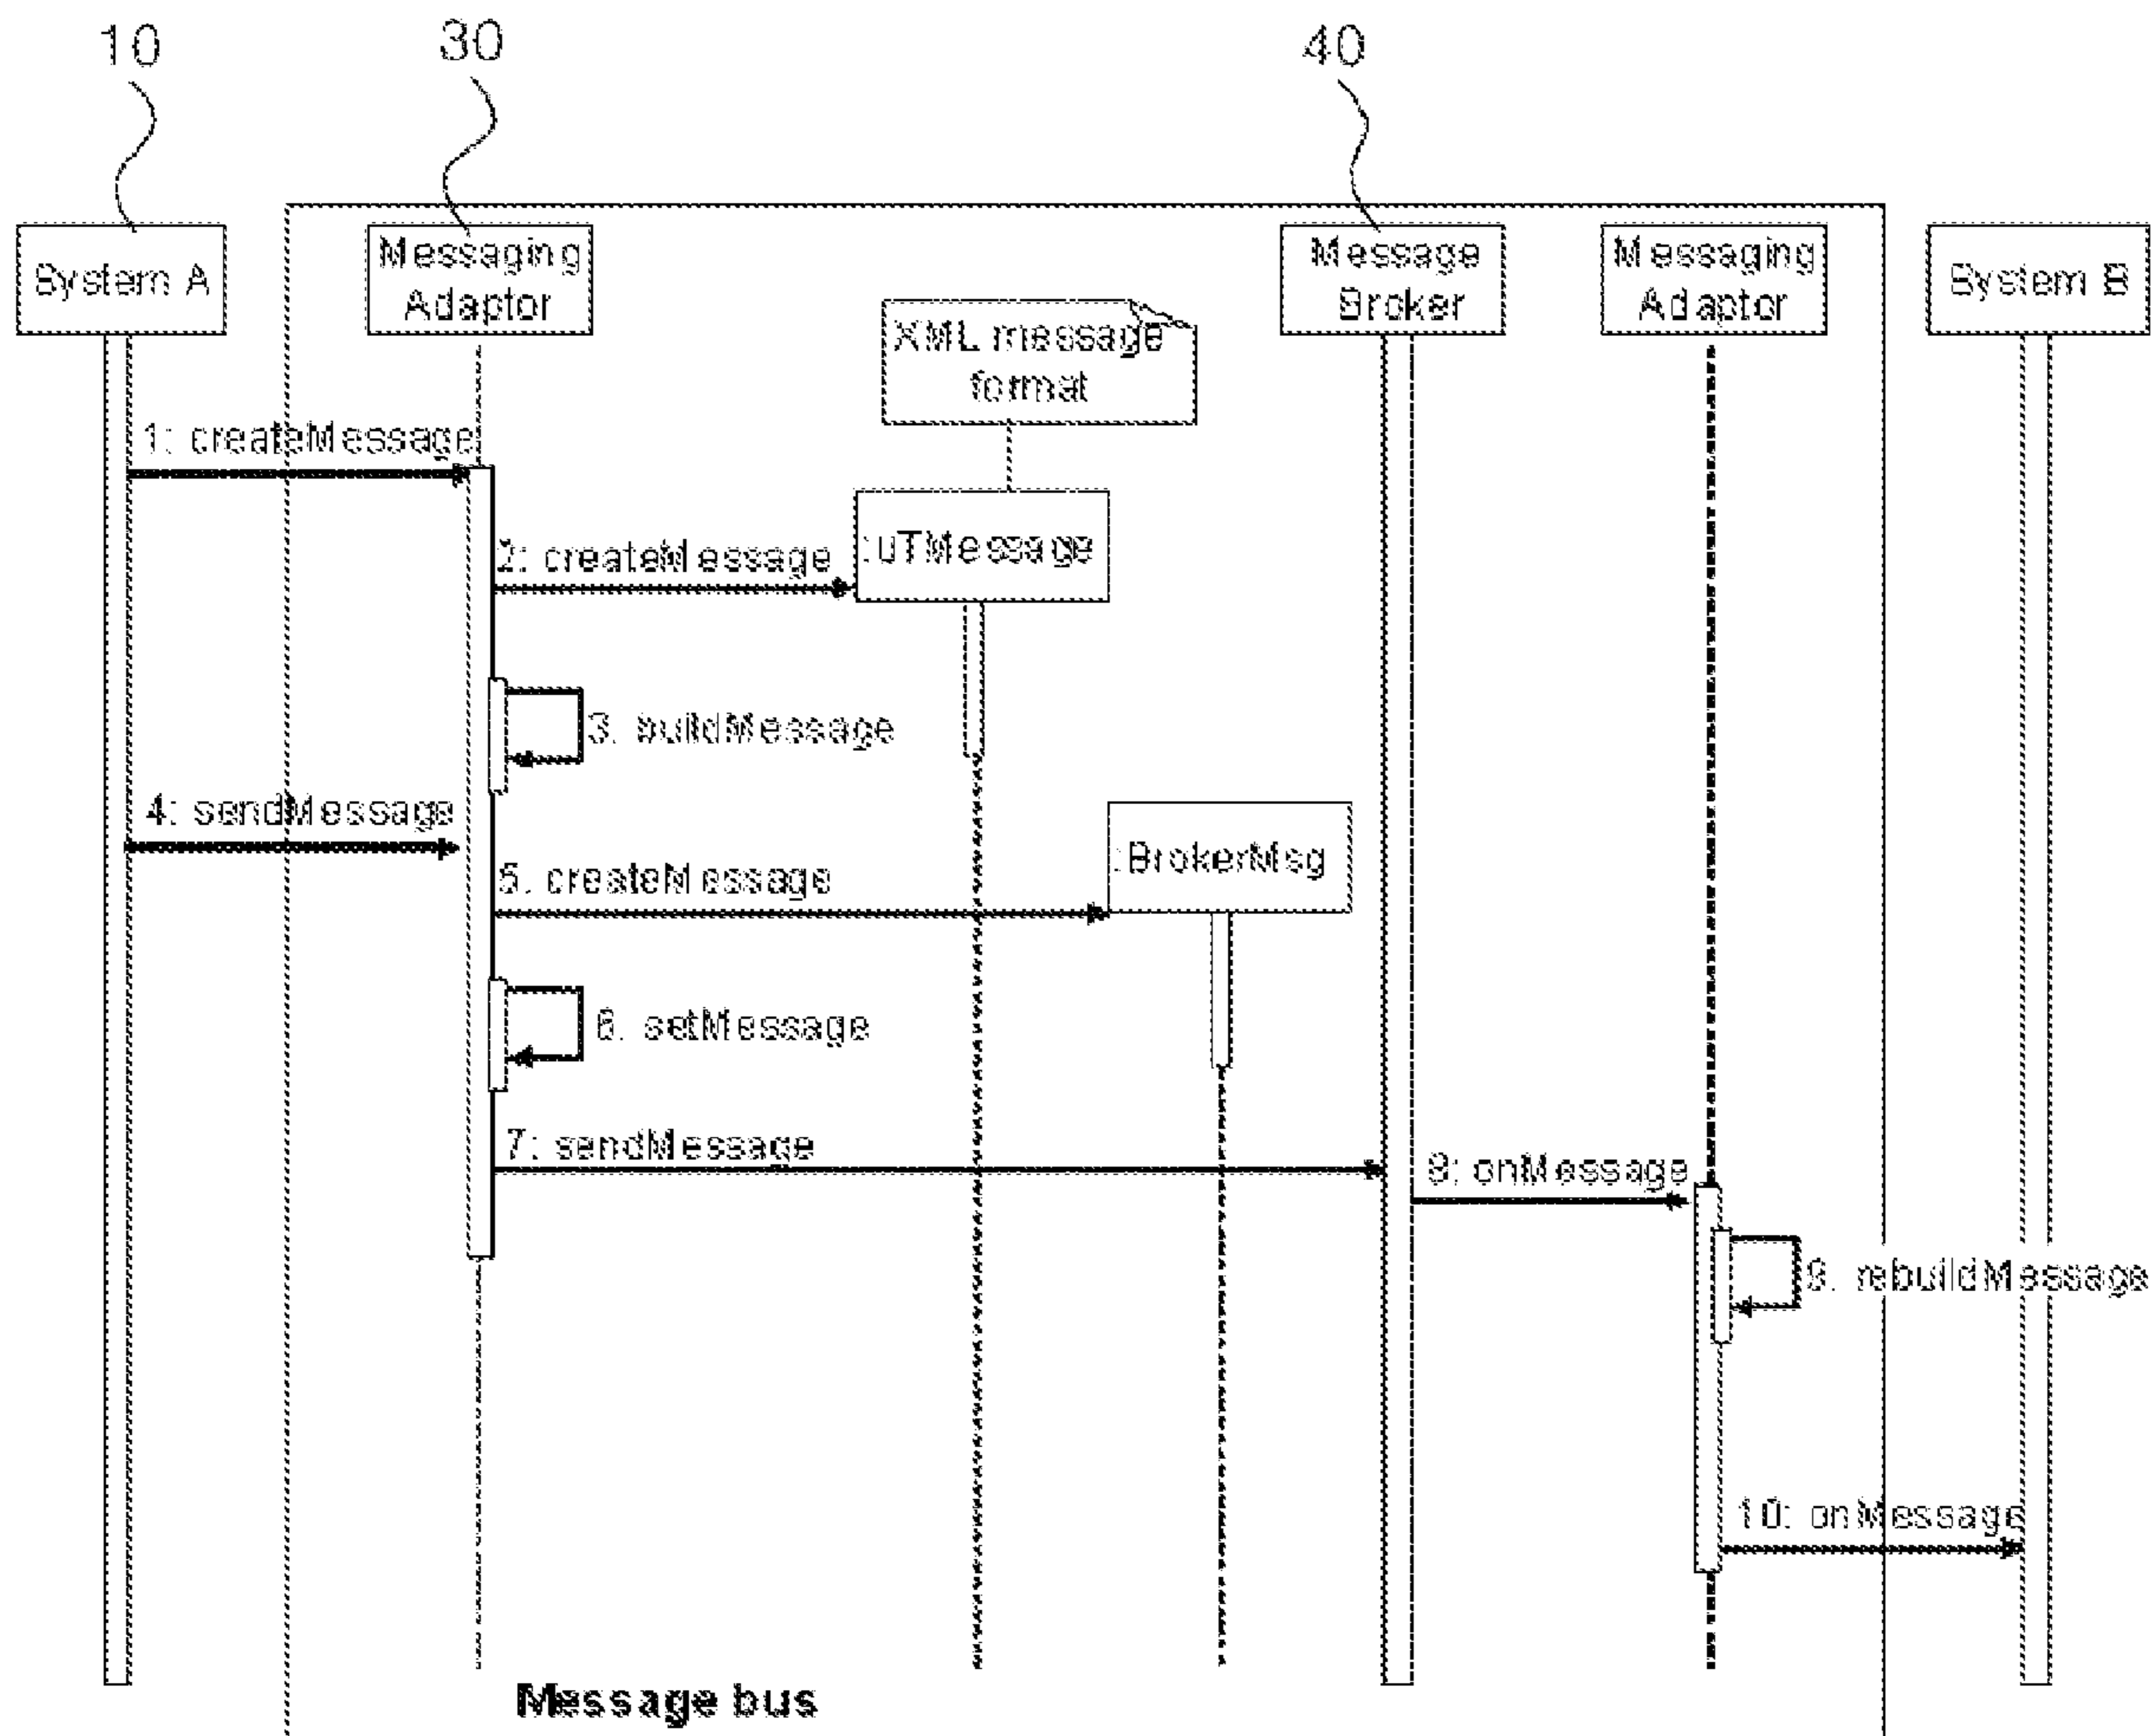 10
30
40
System A
Messaging
Adaptor
Message
Broker
Messaging
Adaptor
System B
XML message
format
1: createMessage
:uTMessage
2: createMessage
3. buildMessage
4: sendMessage
:BrokerMsg
5. createMessage
6. setMessage
7: sendMessage
8: onMessage
9. rebuildMessage
10: onMessage
Message bus